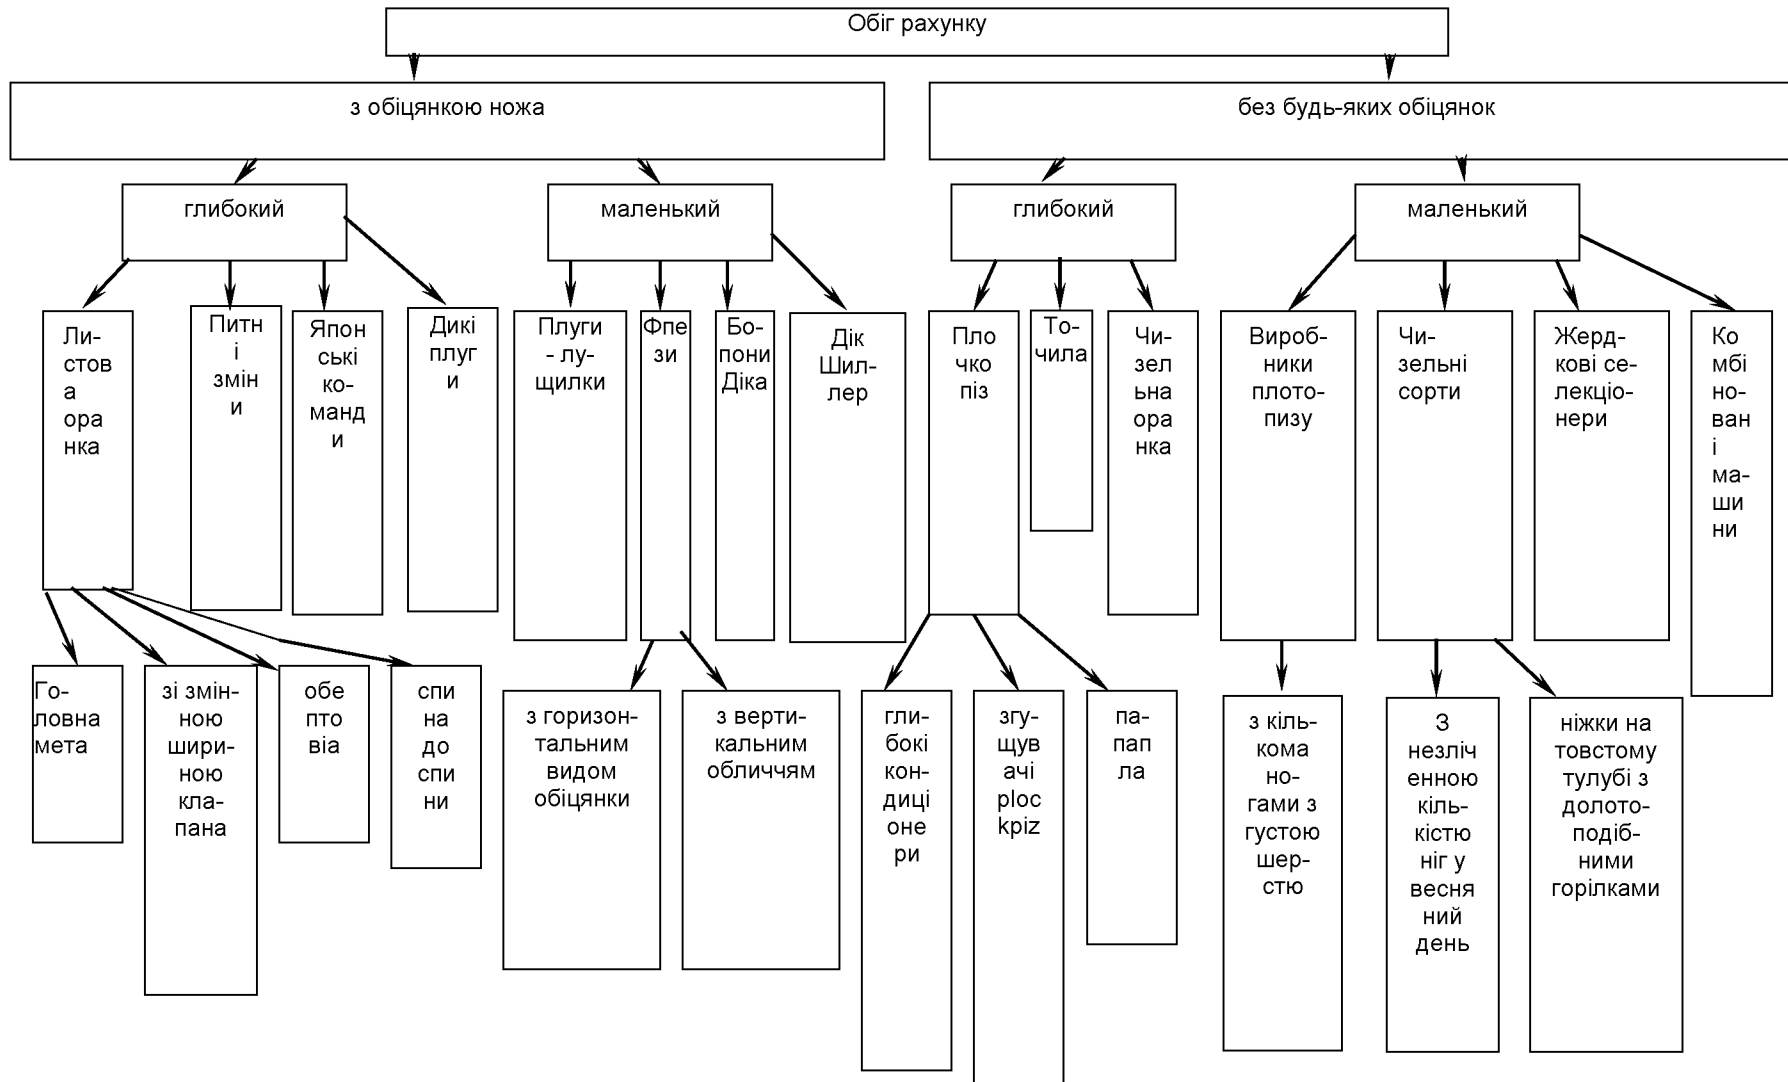 Обіг рахунку
з обіцянкою ножа
без будь-яких обіцянок
глибокий
маленький
глибокий
маленький
Ли-
стов
а
ора
нка
Питн
і
змін
и
Япон
ські
ко-
манд
и
Дикі
плуг
и
Плуги
- лу-
щилки
Фпе
зи
Бо-
пони
Діка
Дік
Шил-
лер
Пло
чко
піз
То-
чила
Чи-
зел
ьна
ора
нка
Вироб-
ники
плото-
пизу
Чи-
зельні
сорти
Жерд-
кові се-
лекціо-
нери
Ко
мбі
но-
ван
і
ма-
ши
ни
Го-
ловна
мета
зі змін-
ною
шири-
ною
кла-
пана
обе
пто
віа
спи
на
до
спи
ни
з горизон-
тальним
видом
обіцянки
з верти-
кальним
обличчям
гли-
бокі
кон-
диці
оне
ри
згу-
щув
ачі
ploc
kpiz
па-
пап
ла
з кіль-
кома
но-
гами з
густою
шер-
стю
З
незліч
енною
кіль-
кістю
ніг у
весня
ний
день
ніжки на
товстому
тулубі з
долото-
подіб-
ними
горілками